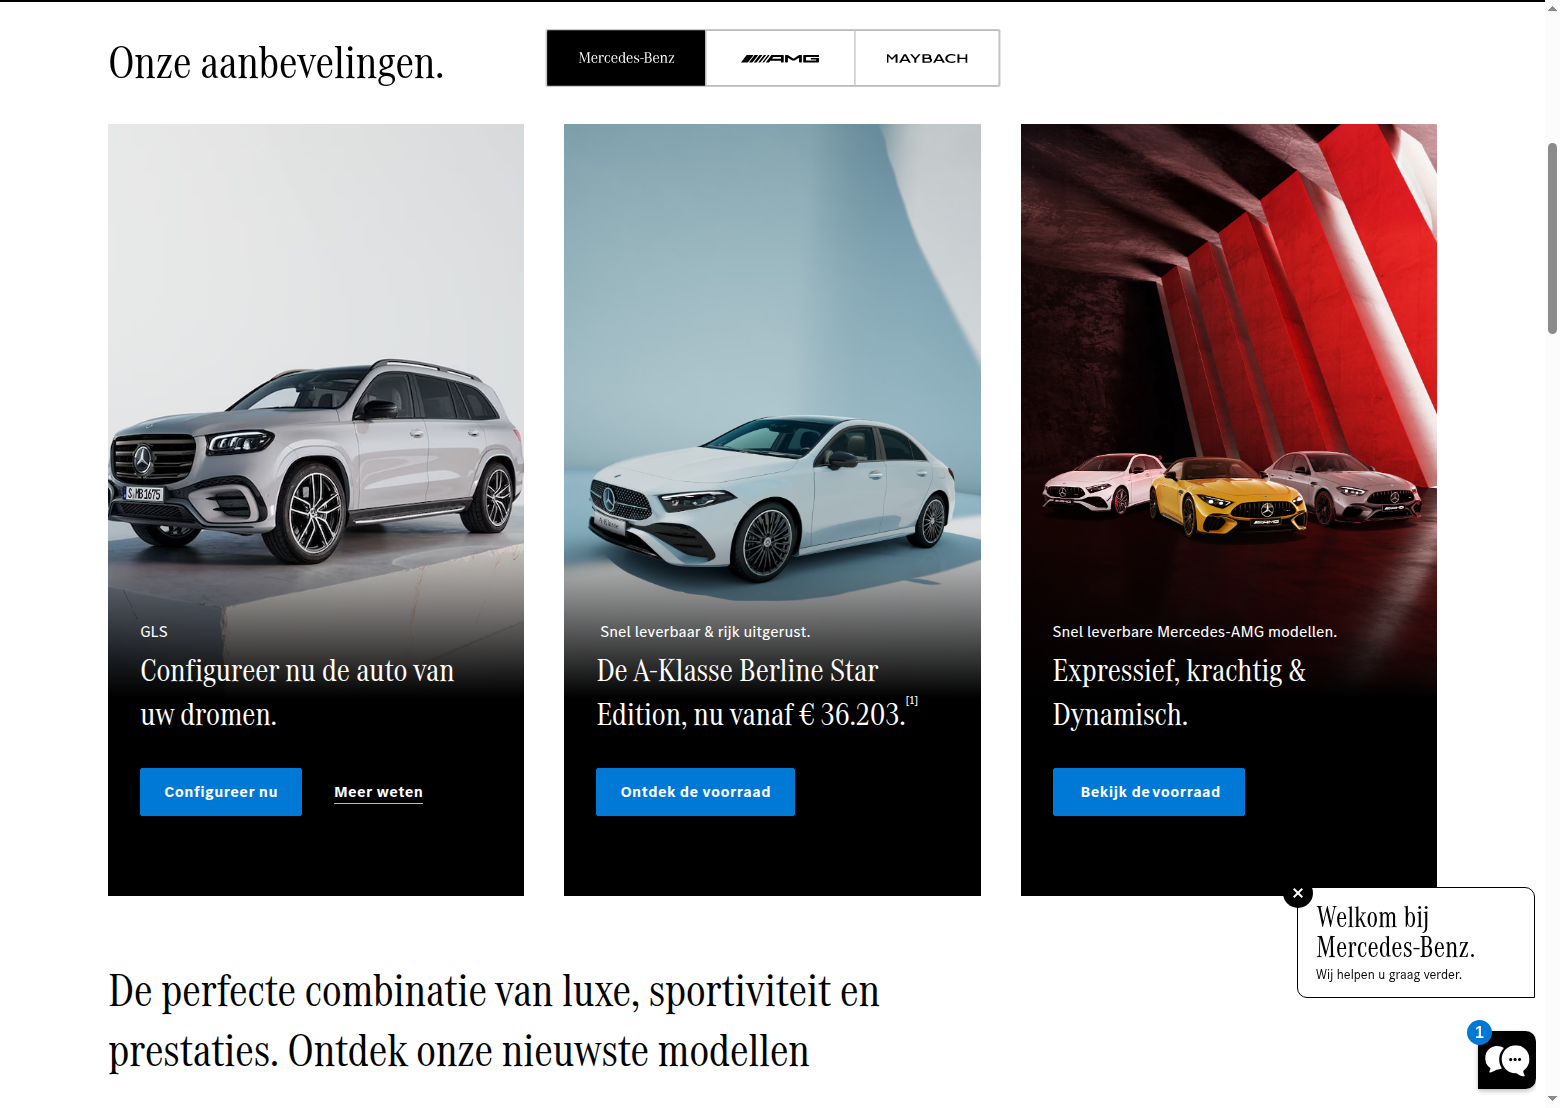 Onze aanbevelingen.
Mercedes-Benz
AMG
MAYBACH
S MB 1675
GLS
Configureer nu de auto van
uw dromen.
Configureer nu
Meer weten
A-Klasse
Snel leverbaar & rijk uitgerust.
De A-Klasse Berline Star
Edition, nu vanaf € 36.203.[1]
Ontdek de voorraad
AMG
Snel leverbare Mercedes-AMG modellen.
Expressief, krachtig &
Dynamisch.
Bekijk de voorraad
Welkom bij
Mercedes-Benz.
Wij helpen u graag verder.
1
De perfecte combinatie van luxe, sportiviteit en
prestaties. Ontdek onze nieuwste modellen